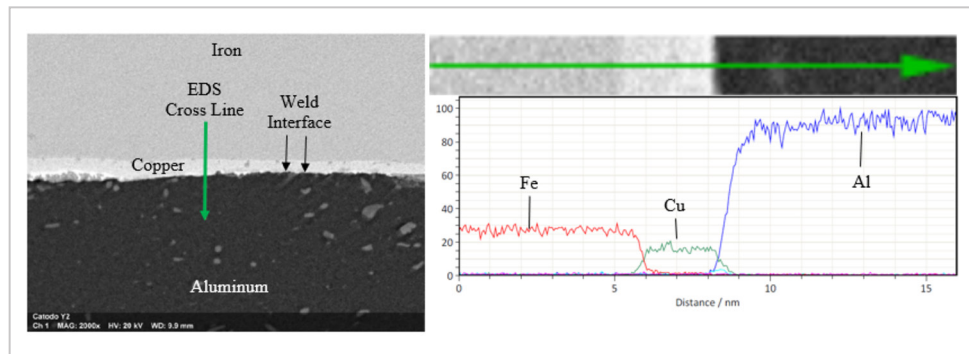 Iron
EDS
Cross Line
Weld
Interface
Copper
Aluminum
Catodo Y2
Ch 1 MAG: 2000x HV: 20 kV WD: 9.9 mm
100
80
60
40
20
0
Fe
Cu
Al
0 5 10 15
Distance / nm